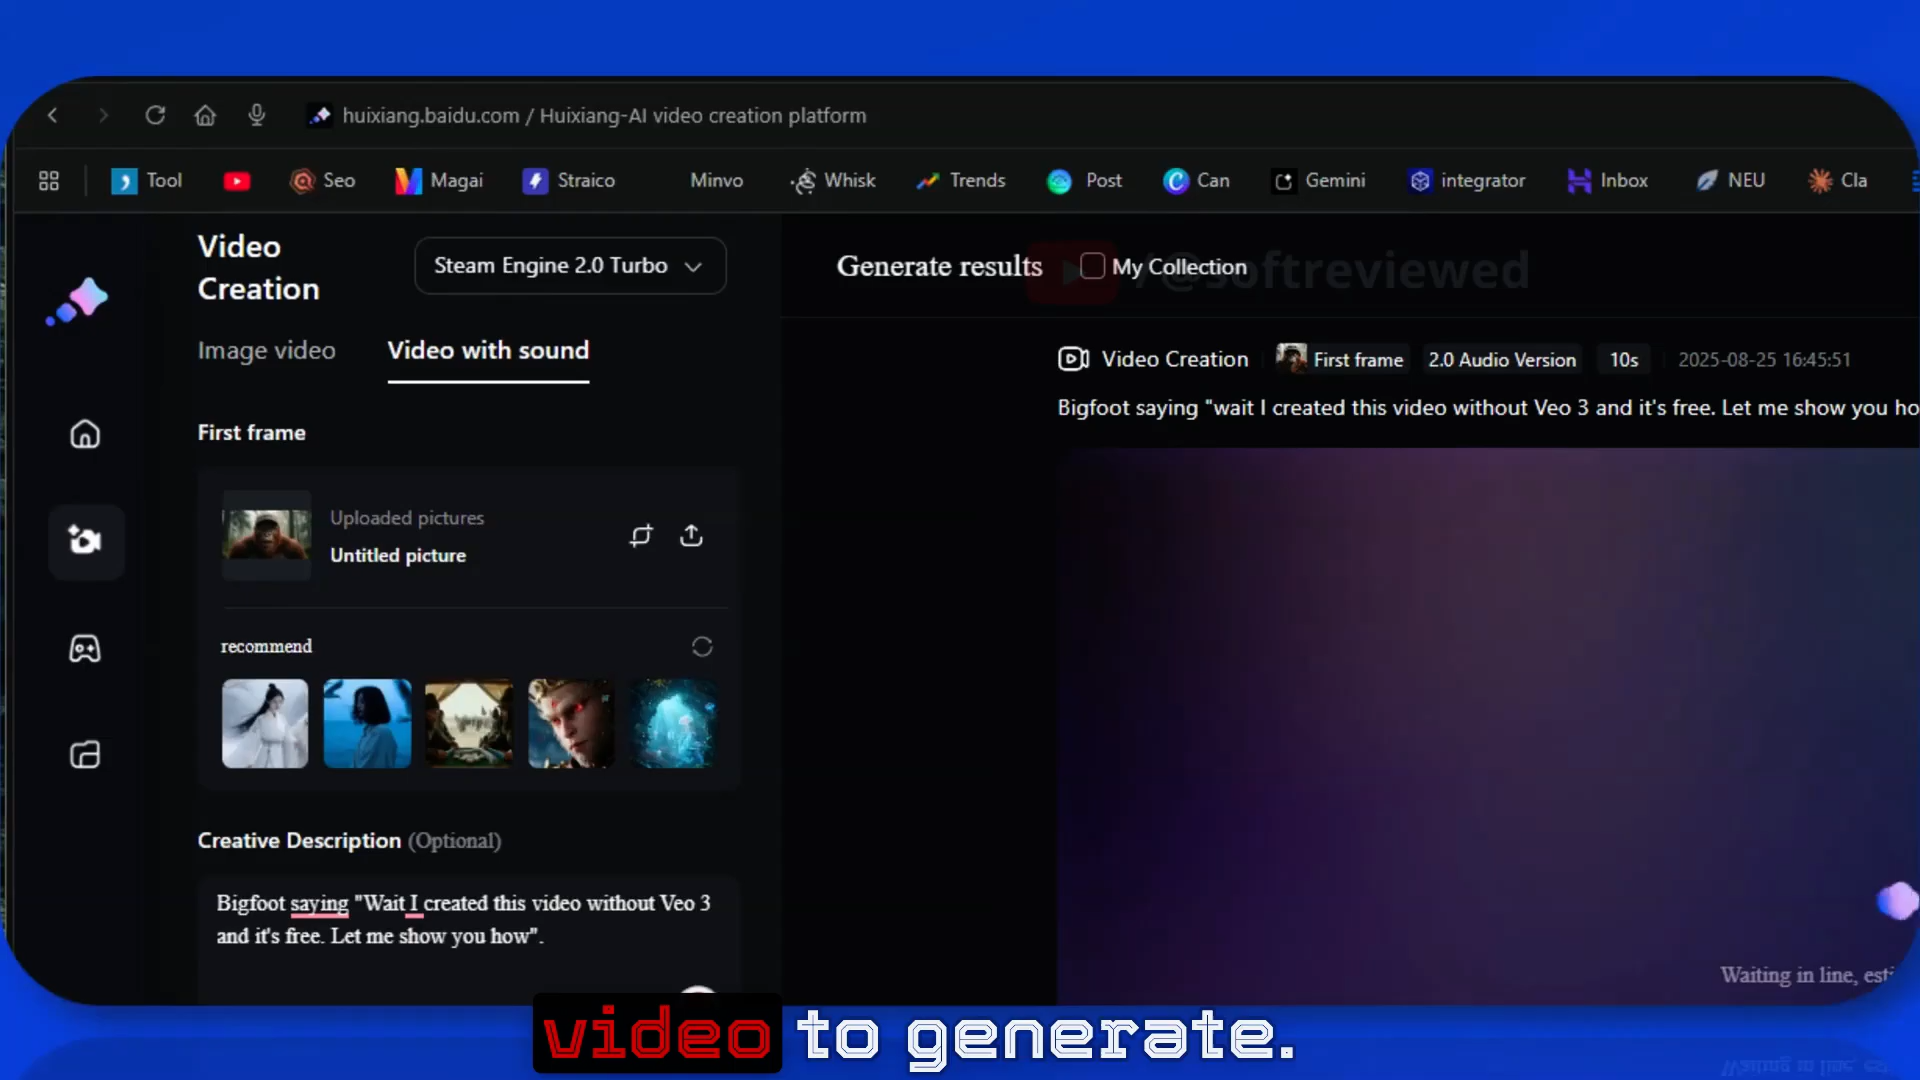 huixiang.baidu.com / Huixiang-AI video creation platform
Tool Seo Magai Straico Minvo Whisk Trends Post Can Gemini integrator Inbox NEU Cla
Video Creation
Steam Engine 2.0 Turbo
Image video
Video with sound
First frame
Uploaded pictures
Untitled picture
recommend
Creative Description (Optional)
Bigfoot saying "Wait I created this video without Veo 3
and it's free. Let me show you how".
Generate results
My Collection
/@softreviewed
Video Creation First frame 2.0 Audio Version 10s 2025-08-25 16:45:51
Bigfoot saying "wait I created this video without Veo 3 and it's free. Let me show you ho
Waiting in line, esti
video to generate.